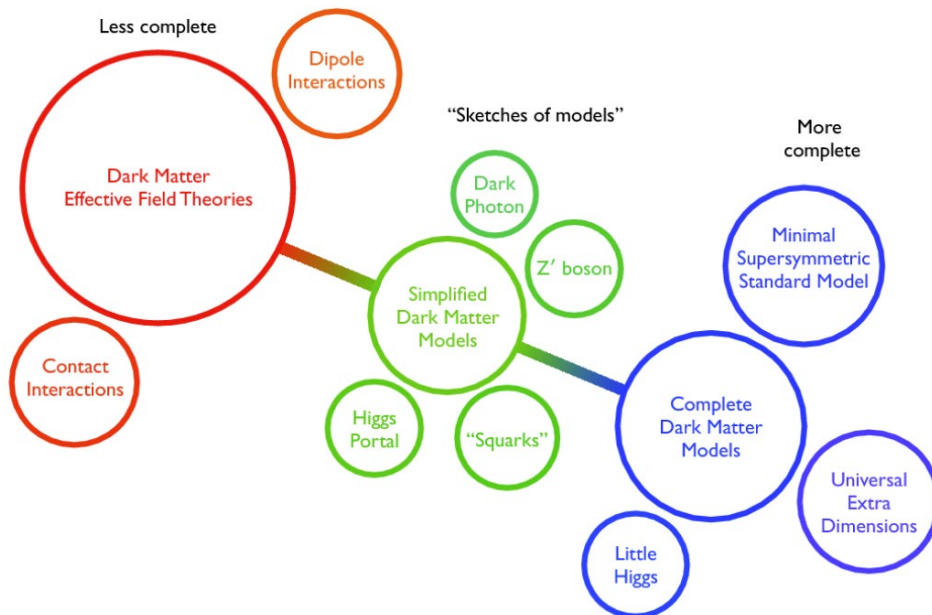 Less complete
Dipole
Interactions
Dark Matter
Effective Field Theories
Contact
Interactions
“Sketches of models”
Dark
Photon
Z′ boson
Simplified
Dark Matter
Models
Higgs
Portal
“Squarks”
More
complete
Minimal
Supersymmetric
Standard Model
Complete
Dark Matter
Models
Universal
Extra
Dimensions
Little
Higgs